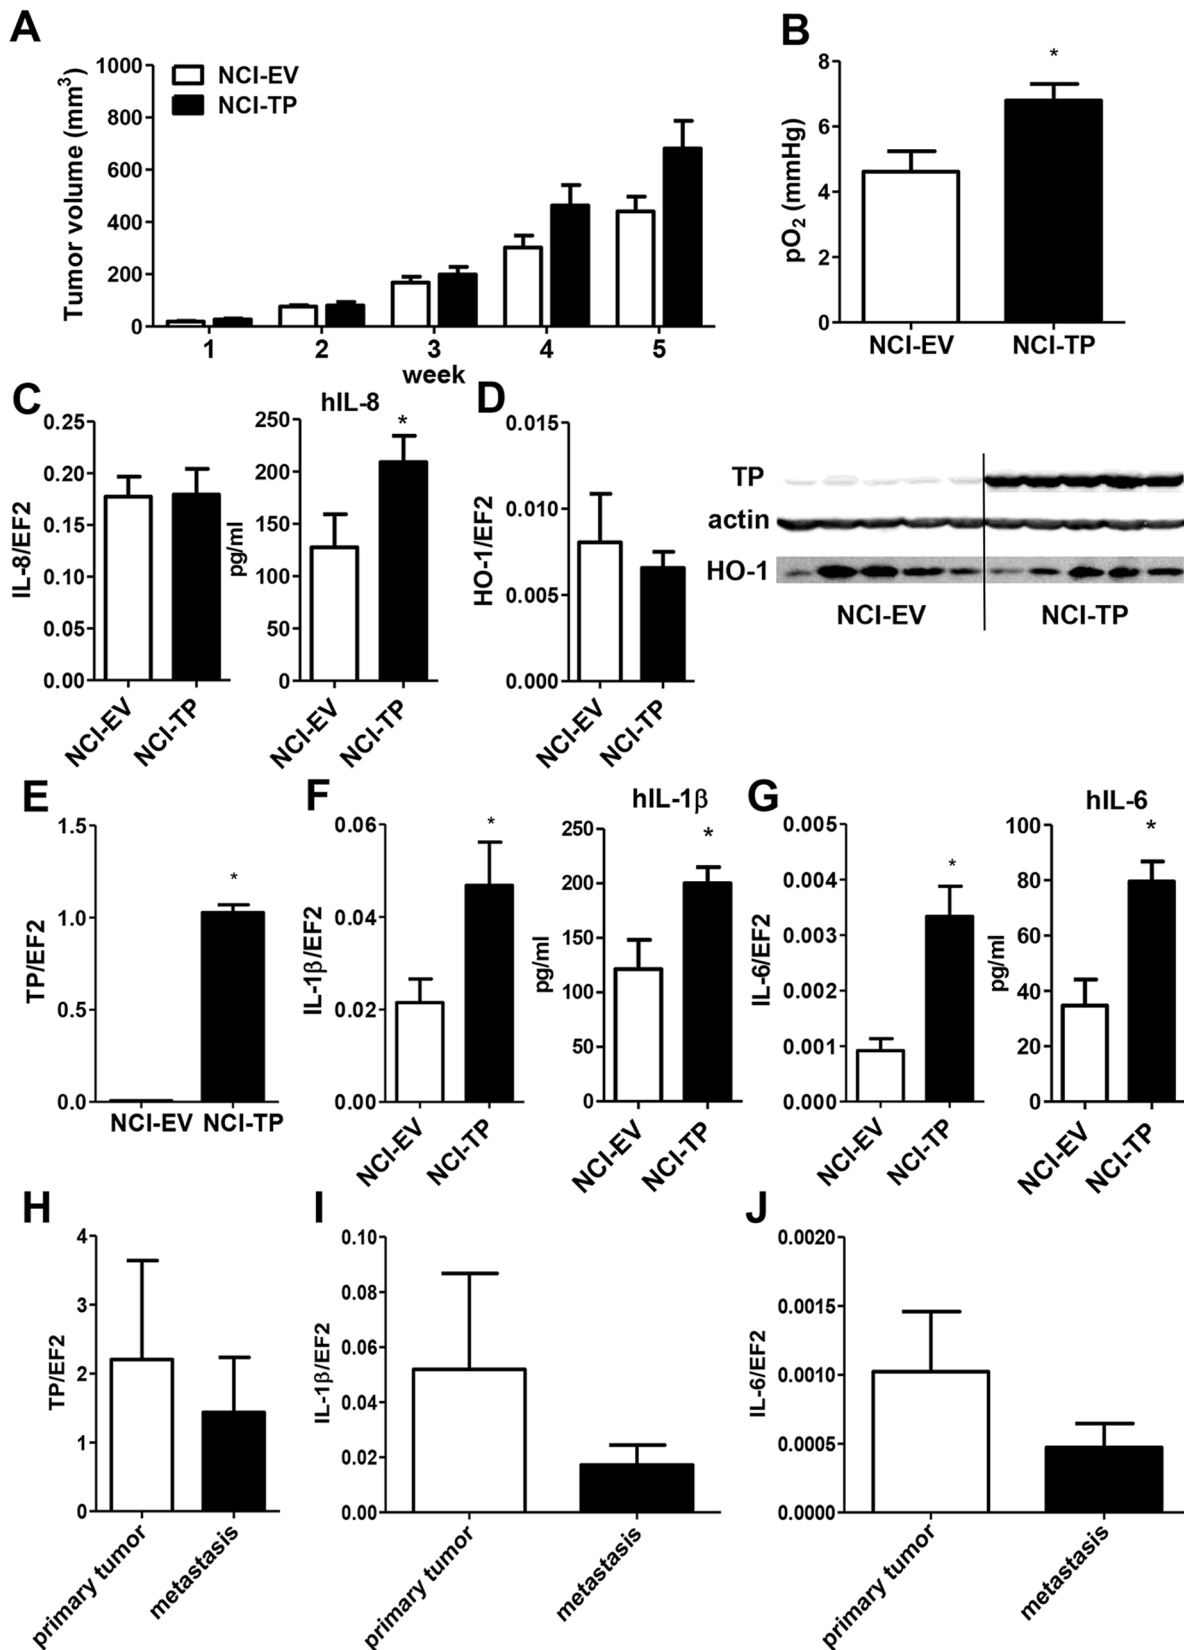 A
Tumor volume (mm³)
1000
800
600
400
200
0
NCI-EV
NCI-TP
1 2 3 4 5
week
B
*
pO₂ (mmHg)
8
6
4
2
0
NCI-EV NCI-TP
C
IL-8/EF2
0.25
0.20
0.15
0.10
0.05
0.00
NCI-EV NCI-TP
hIL-8
*
pg/ml
250
200
150
100
50
0
NCI-EV NCI-TP
D
HO-1/EF2
0.015
0.010
0.005
0.000
NCI-EV NCI-TP
TP
actin
HO-1
NCI-EV NCI-TP
E
TP/EF2
1.5
1.0
0.5
0.0
*
NCI-EV NCI-TP
F
IL-1β/EF2
0.06
0.04
0.02
0.00
*
NCI-EV NCI-TP
hIL-1β
*
pg/ml
250
200
150
100
50
0
NCI-EV NCI-TP
G
IL-6/EF2
0.005
0.004
0.003
0.002
0.001
0.000
*
NCI-EV NCI-TP
hIL-6
*
pg/ml
100
80
60
40
20
0
NCI-EV NCI-TP
H
TP/EF2
4
3
2
1
0
primary tumor metastasis
I
IL-1β/EF2
0.10
0.08
0.06
0.04
0.02
0.00
primary tumor metastasis
J
IL-6/EF2
0.0020
0.0015
0.0010
0.0005
0.0000
primary tumor metastasis